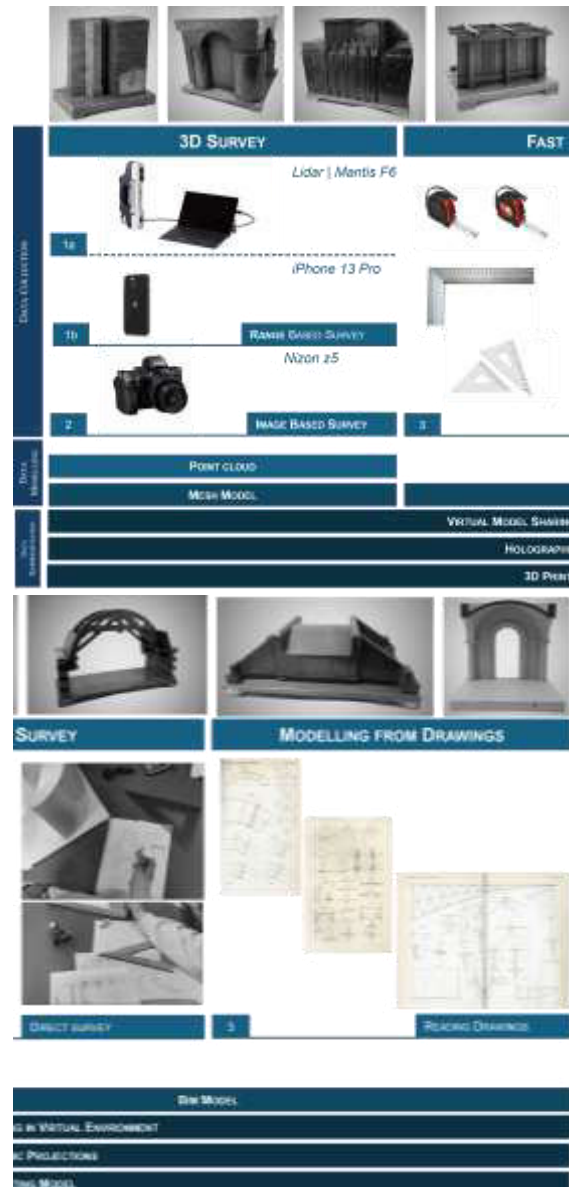 3D SURVEY
FAST
Lidar | Mantis F6
1a
DATA COLLECTION
iPhone 13 Pro
1b
RANGE BASED SURVEY
Nizon z5
2
IMAGE BASED SURVEY
3
DATA MODELLING
POINT CLOUD
MESH MODEL
VIRTUAL MODEL SHARIN
HOLOGRAPHI
3D PRINT
SURVEY
MODELLING FROM DRAWINGS
DIRECT SURVEY
3
READING DRAWINGS
BIM MODEL
G IN VIRTUAL ENVIRONMENT
IC PROJECTIONS
TING MODEL